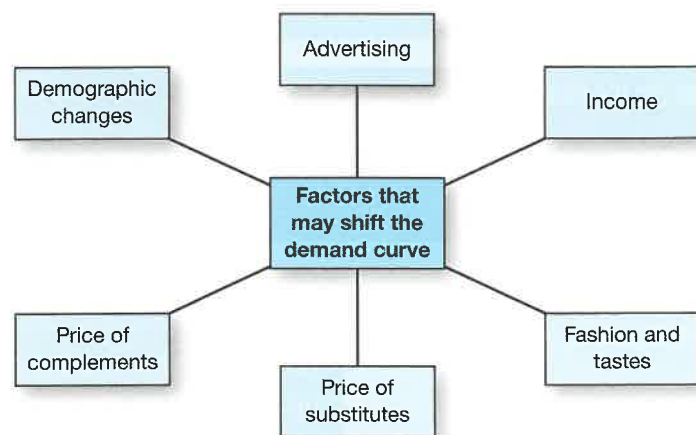 Advertising
Demographic
changes
Income
Factors that
may shift the
demand curve
Price of
complements
Fashion and
tastes
Price of
substitutes